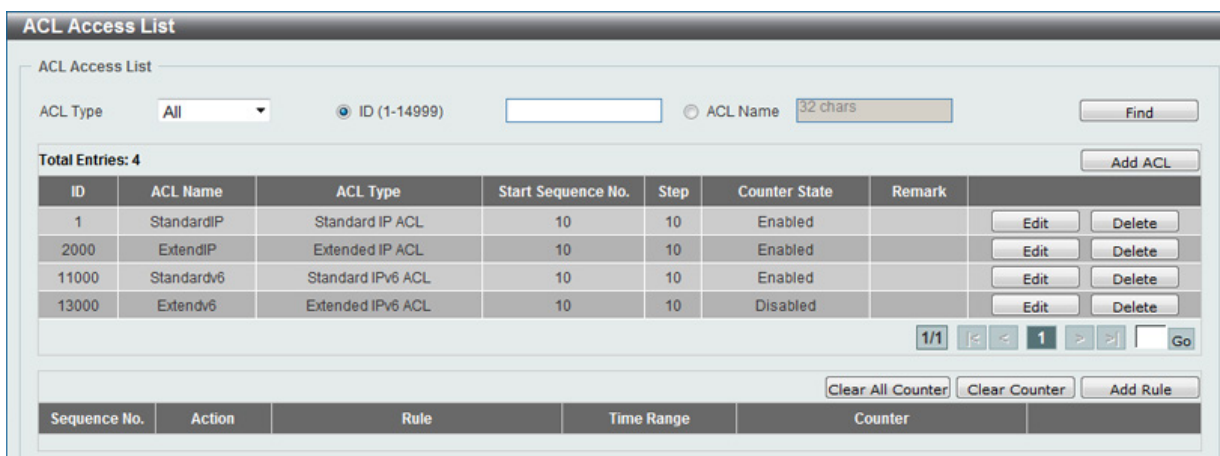 ACL Access List
ACL Access List
ACL Type All ID (1-14999) ACL Name 32 chars Find
Total Entries: 4 Add ACL
ID ACL Name ACL Type Start Sequence No. Step Counter State Remark
1 StandardIP Standard IP ACL 10 10 Enabled Edit Delete
2000 ExtendIP Extended IP ACL 10 10 Enabled Edit Delete
11000 Standardv6 Standard IPv6 ACL 10 10 Enabled Edit Delete
13000 Extendv6 Extended IPv6 ACL 10 10 Disabled Edit Delete
1/1 |< < 1 > >| Go
Clear All Counter Clear Counter Add Rule
Sequence No. Action Rule Time Range Counter